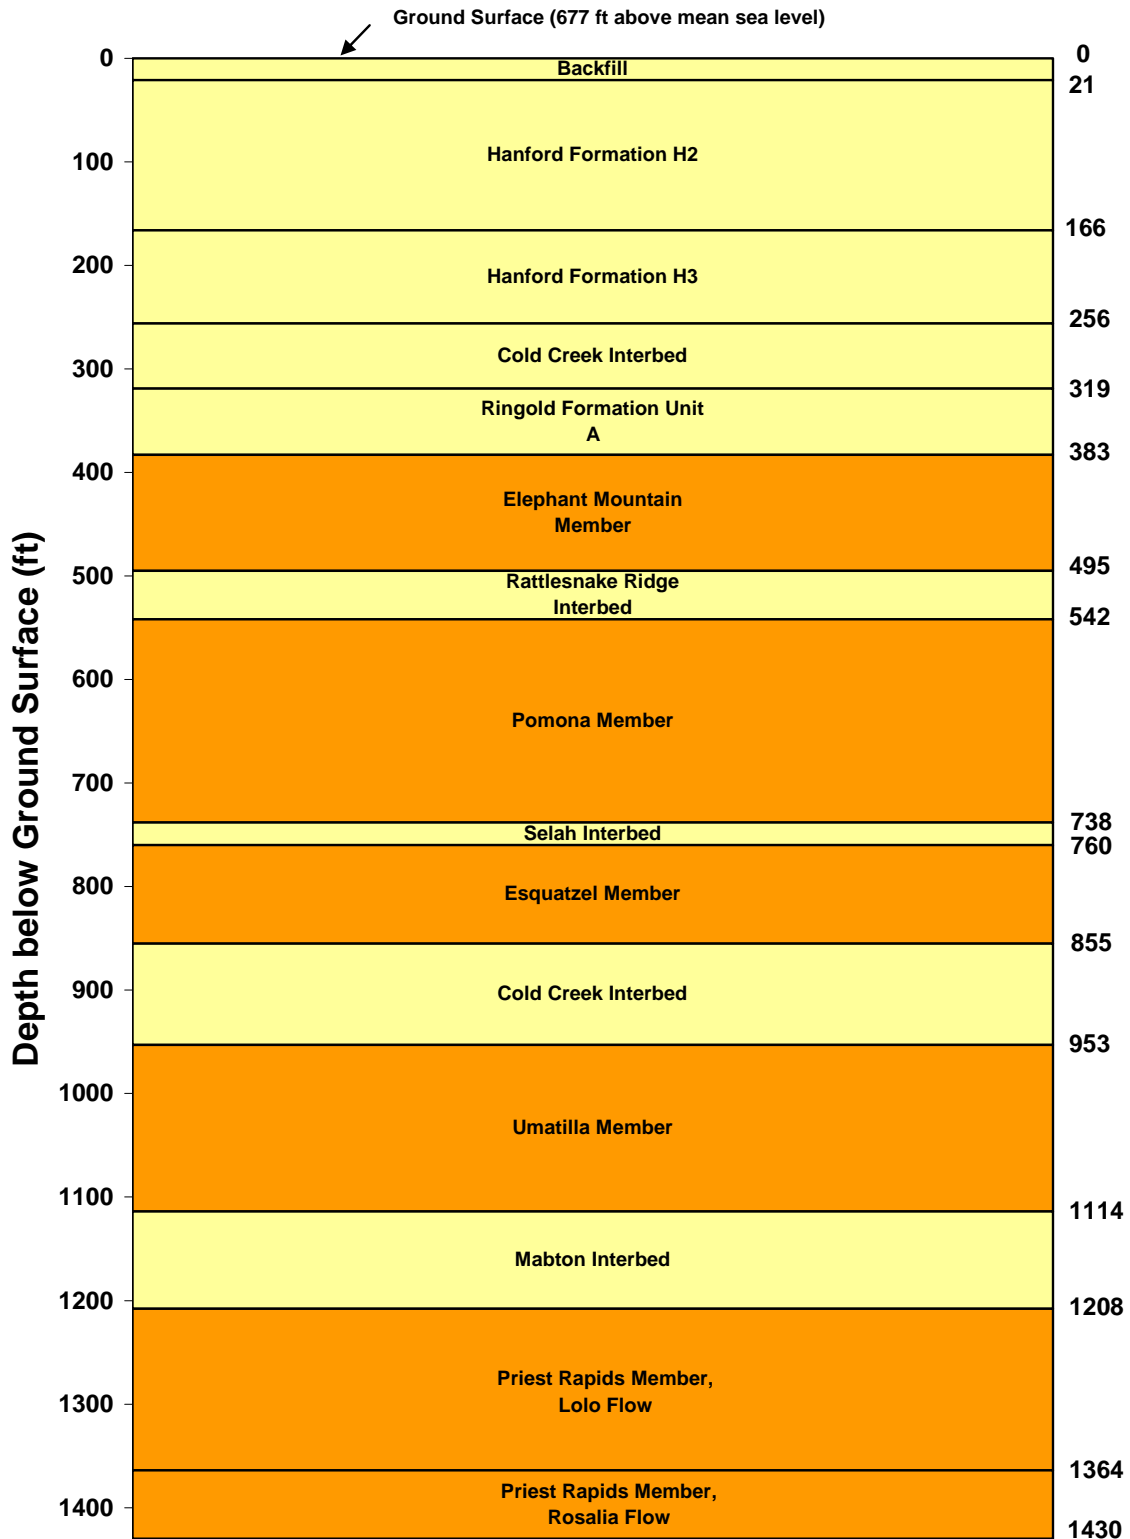 Ground Surface (677 ft above mean sea level)
0
0
Backfill
21
Hanford Formation H2
100
166
200
Hanford Formation H3
256
Cold Creek Interbed
300
319
Ringold Formation Unit
A
383
400
Elephant Mountain
Member
495
500
Rattlesnake Ridge
Interbed
542
600
Pomona Member
700
738
Selah Interbed
760
800
Esquatzel Member
855
900
Cold Creek Interbed
953
1000
Umatilla Member
1100
1114
Mabton Interbed
1200
1208
Priest Rapids Member,
Lolo Flow
1300
1364
Priest Rapids Member,
Rosalia Flow
1400
1430
Depth below Ground Surface (ft)